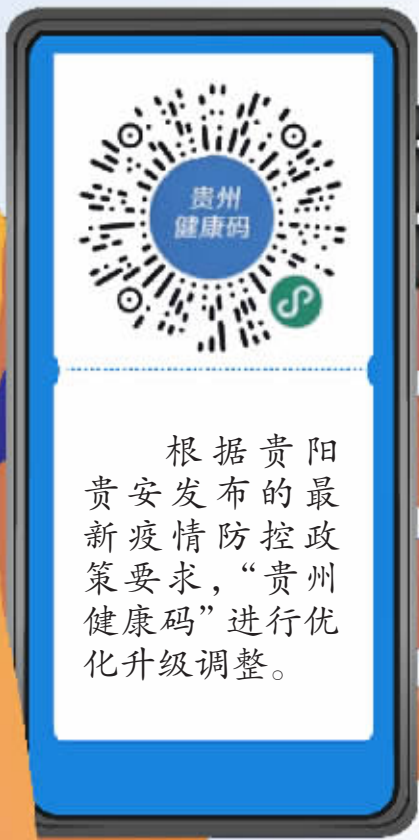 贵州
健康码
根据贵阳
贵安发布的最
新疫情防控政
策要求，“贵州
健康码”进行优
化升级调整。